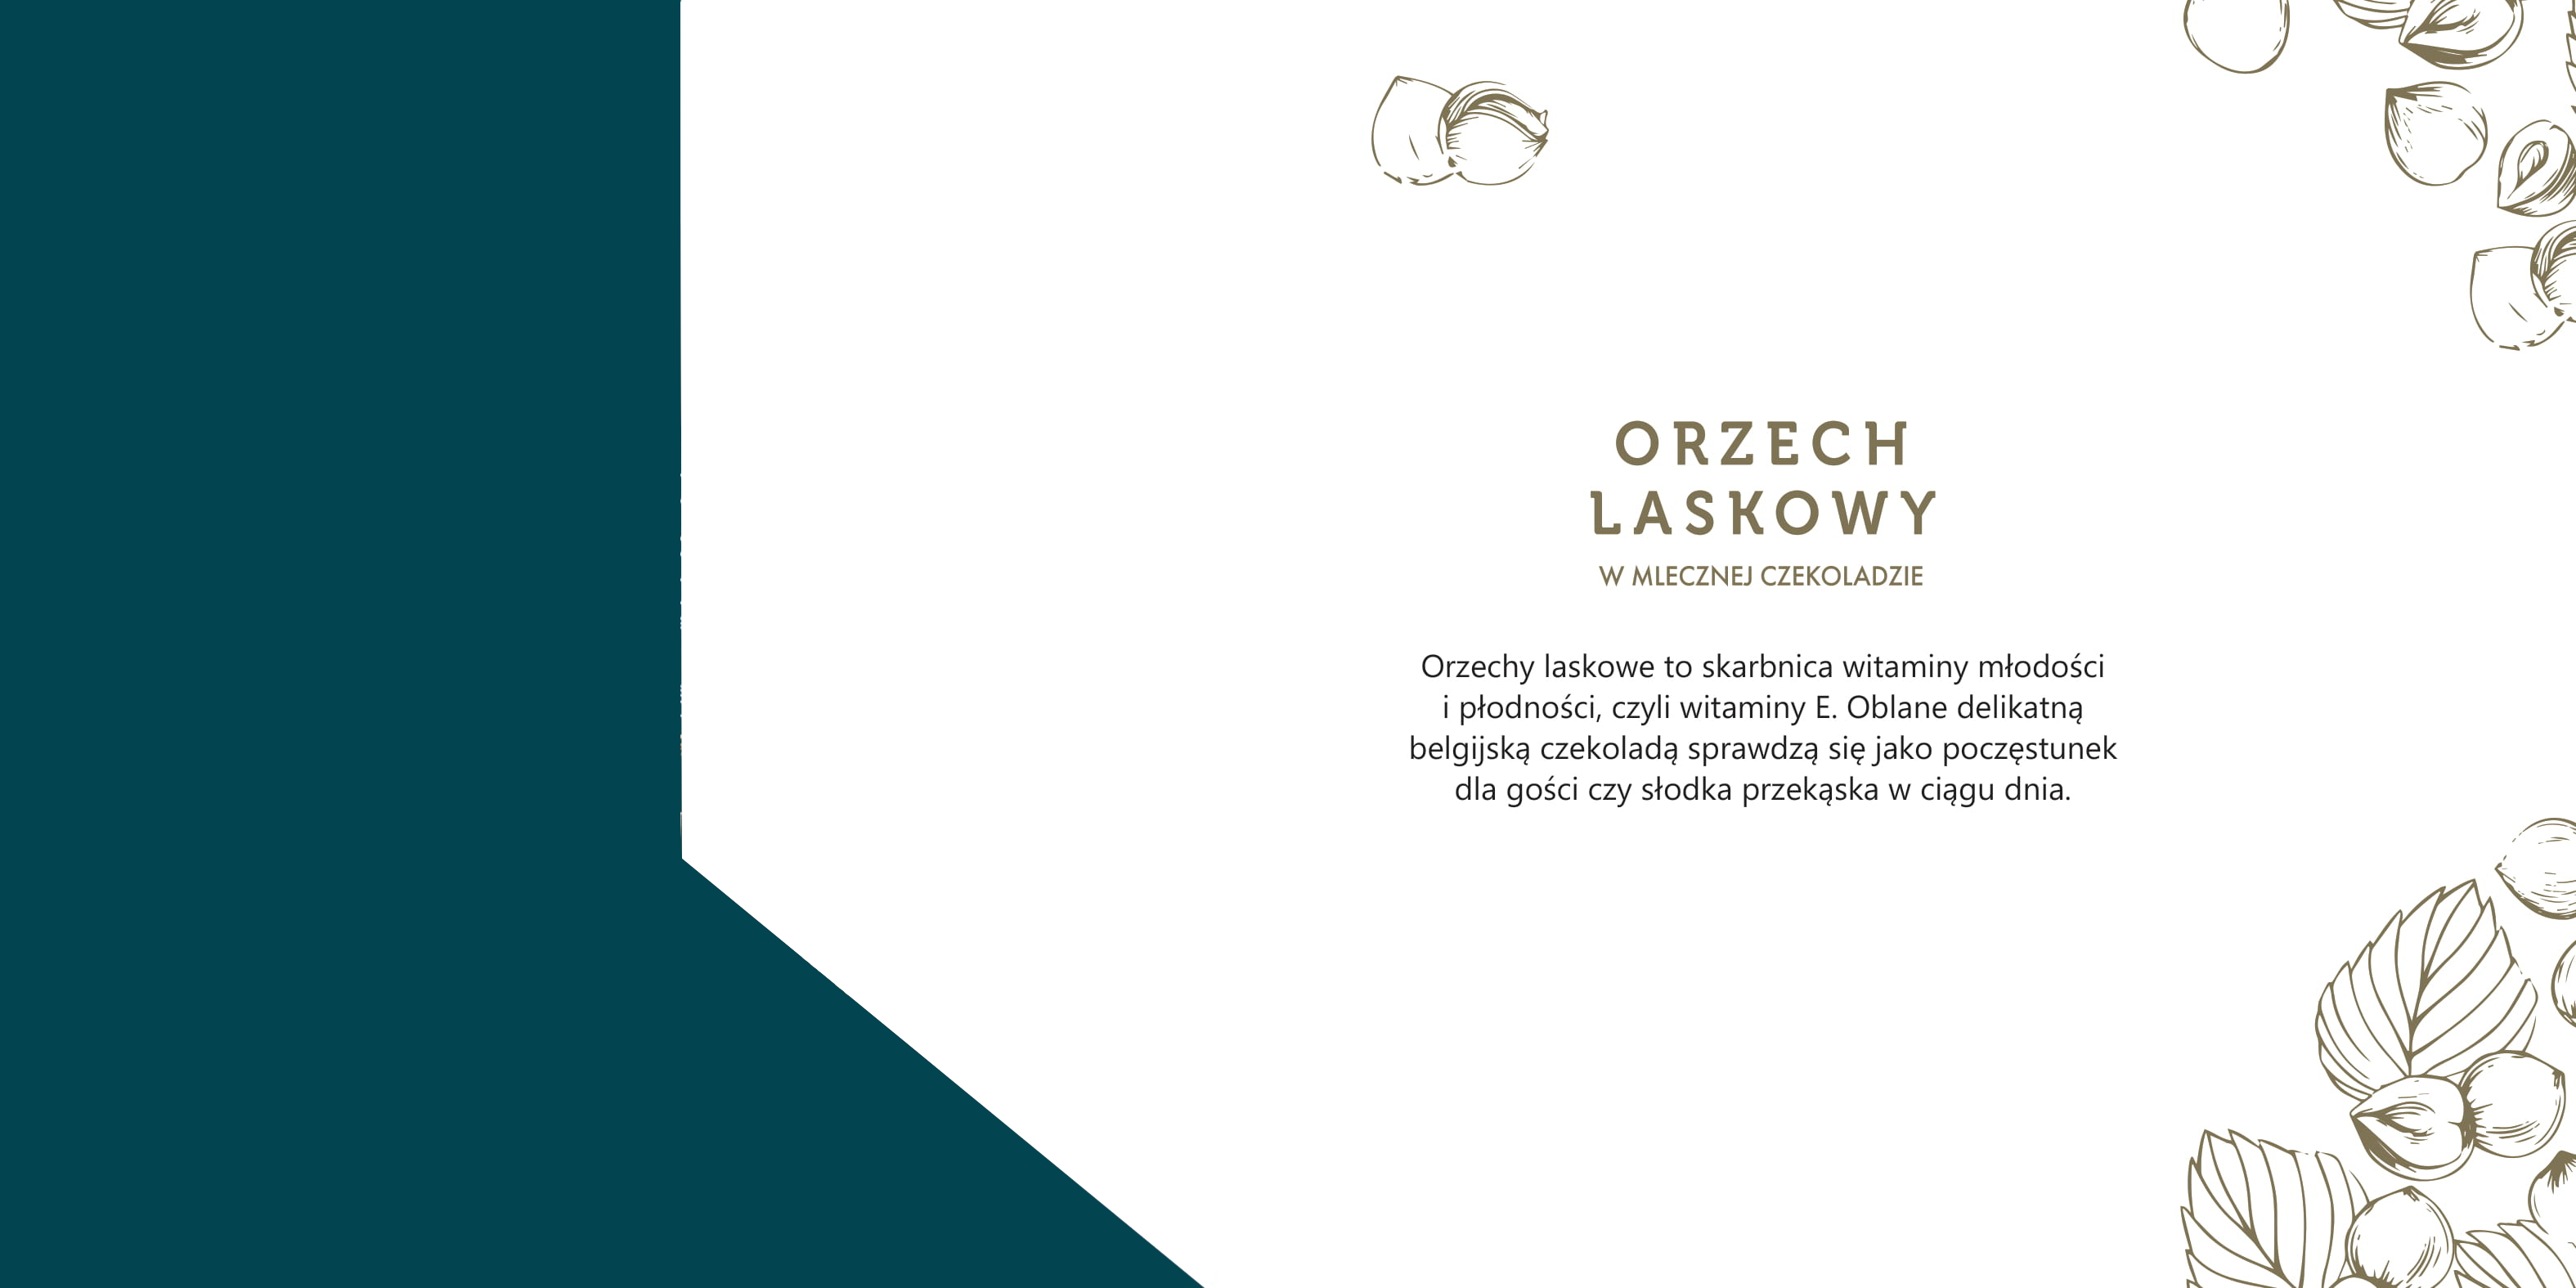 ORZECH
LASKOWY
W MLECZNEJ CZEKOLADZIE
Orzechy laskowe to skarbnica witaminy młodości
i płodności, czyli witaminy E. Oblane delikatną
belgijską czekoladą sprawdzą się jako poczęstunek
dla gości czy słodka przekąska w ciągu dnia.